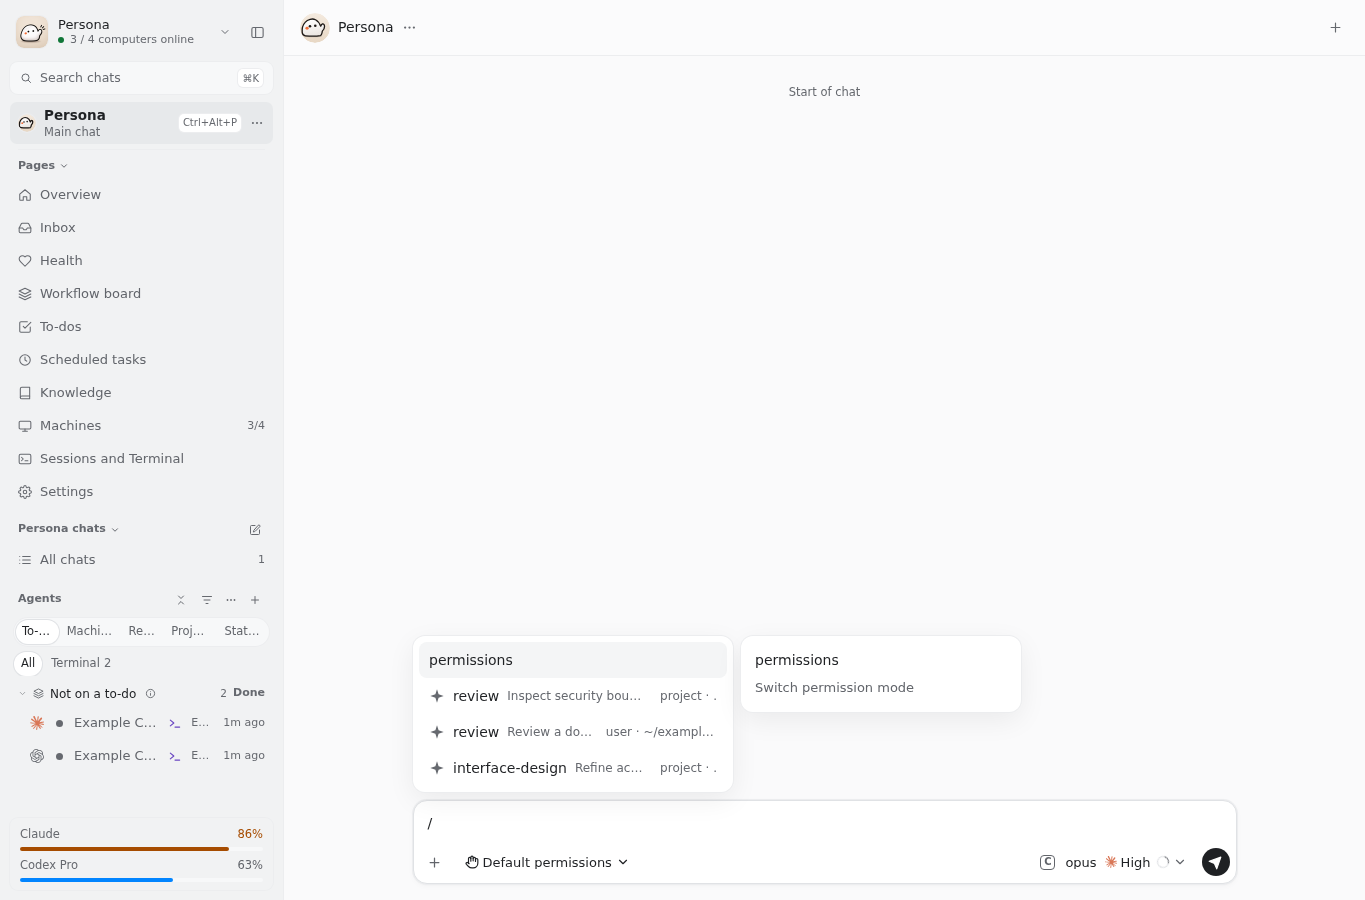 Persona
3 / 4 computers online
Search chats
⌘K
Persona
Main chat
Ctrl+Alt+P
Pages
Overview
Inbox
Health
Workflow board
To-dos
Scheduled tasks
Knowledge
Machines 3/4
Sessions and Terminal
Settings
Persona chats
All chats 1
Agents
To-... Machi... Re... Proj... Stat...
All Terminal 2
Not on a to-do 2 Done
Example C... E... 1m ago
Example C... E... 1m ago
Claude 86%
Codex Pro 63%
Persona
Start of chat
permissions
review Inspect security bou... project · .
review Review a do... user · ~/exampl...
interface-design Refine ac... project · .
permissions
Switch permission mode
/
Default permissions
C opus High